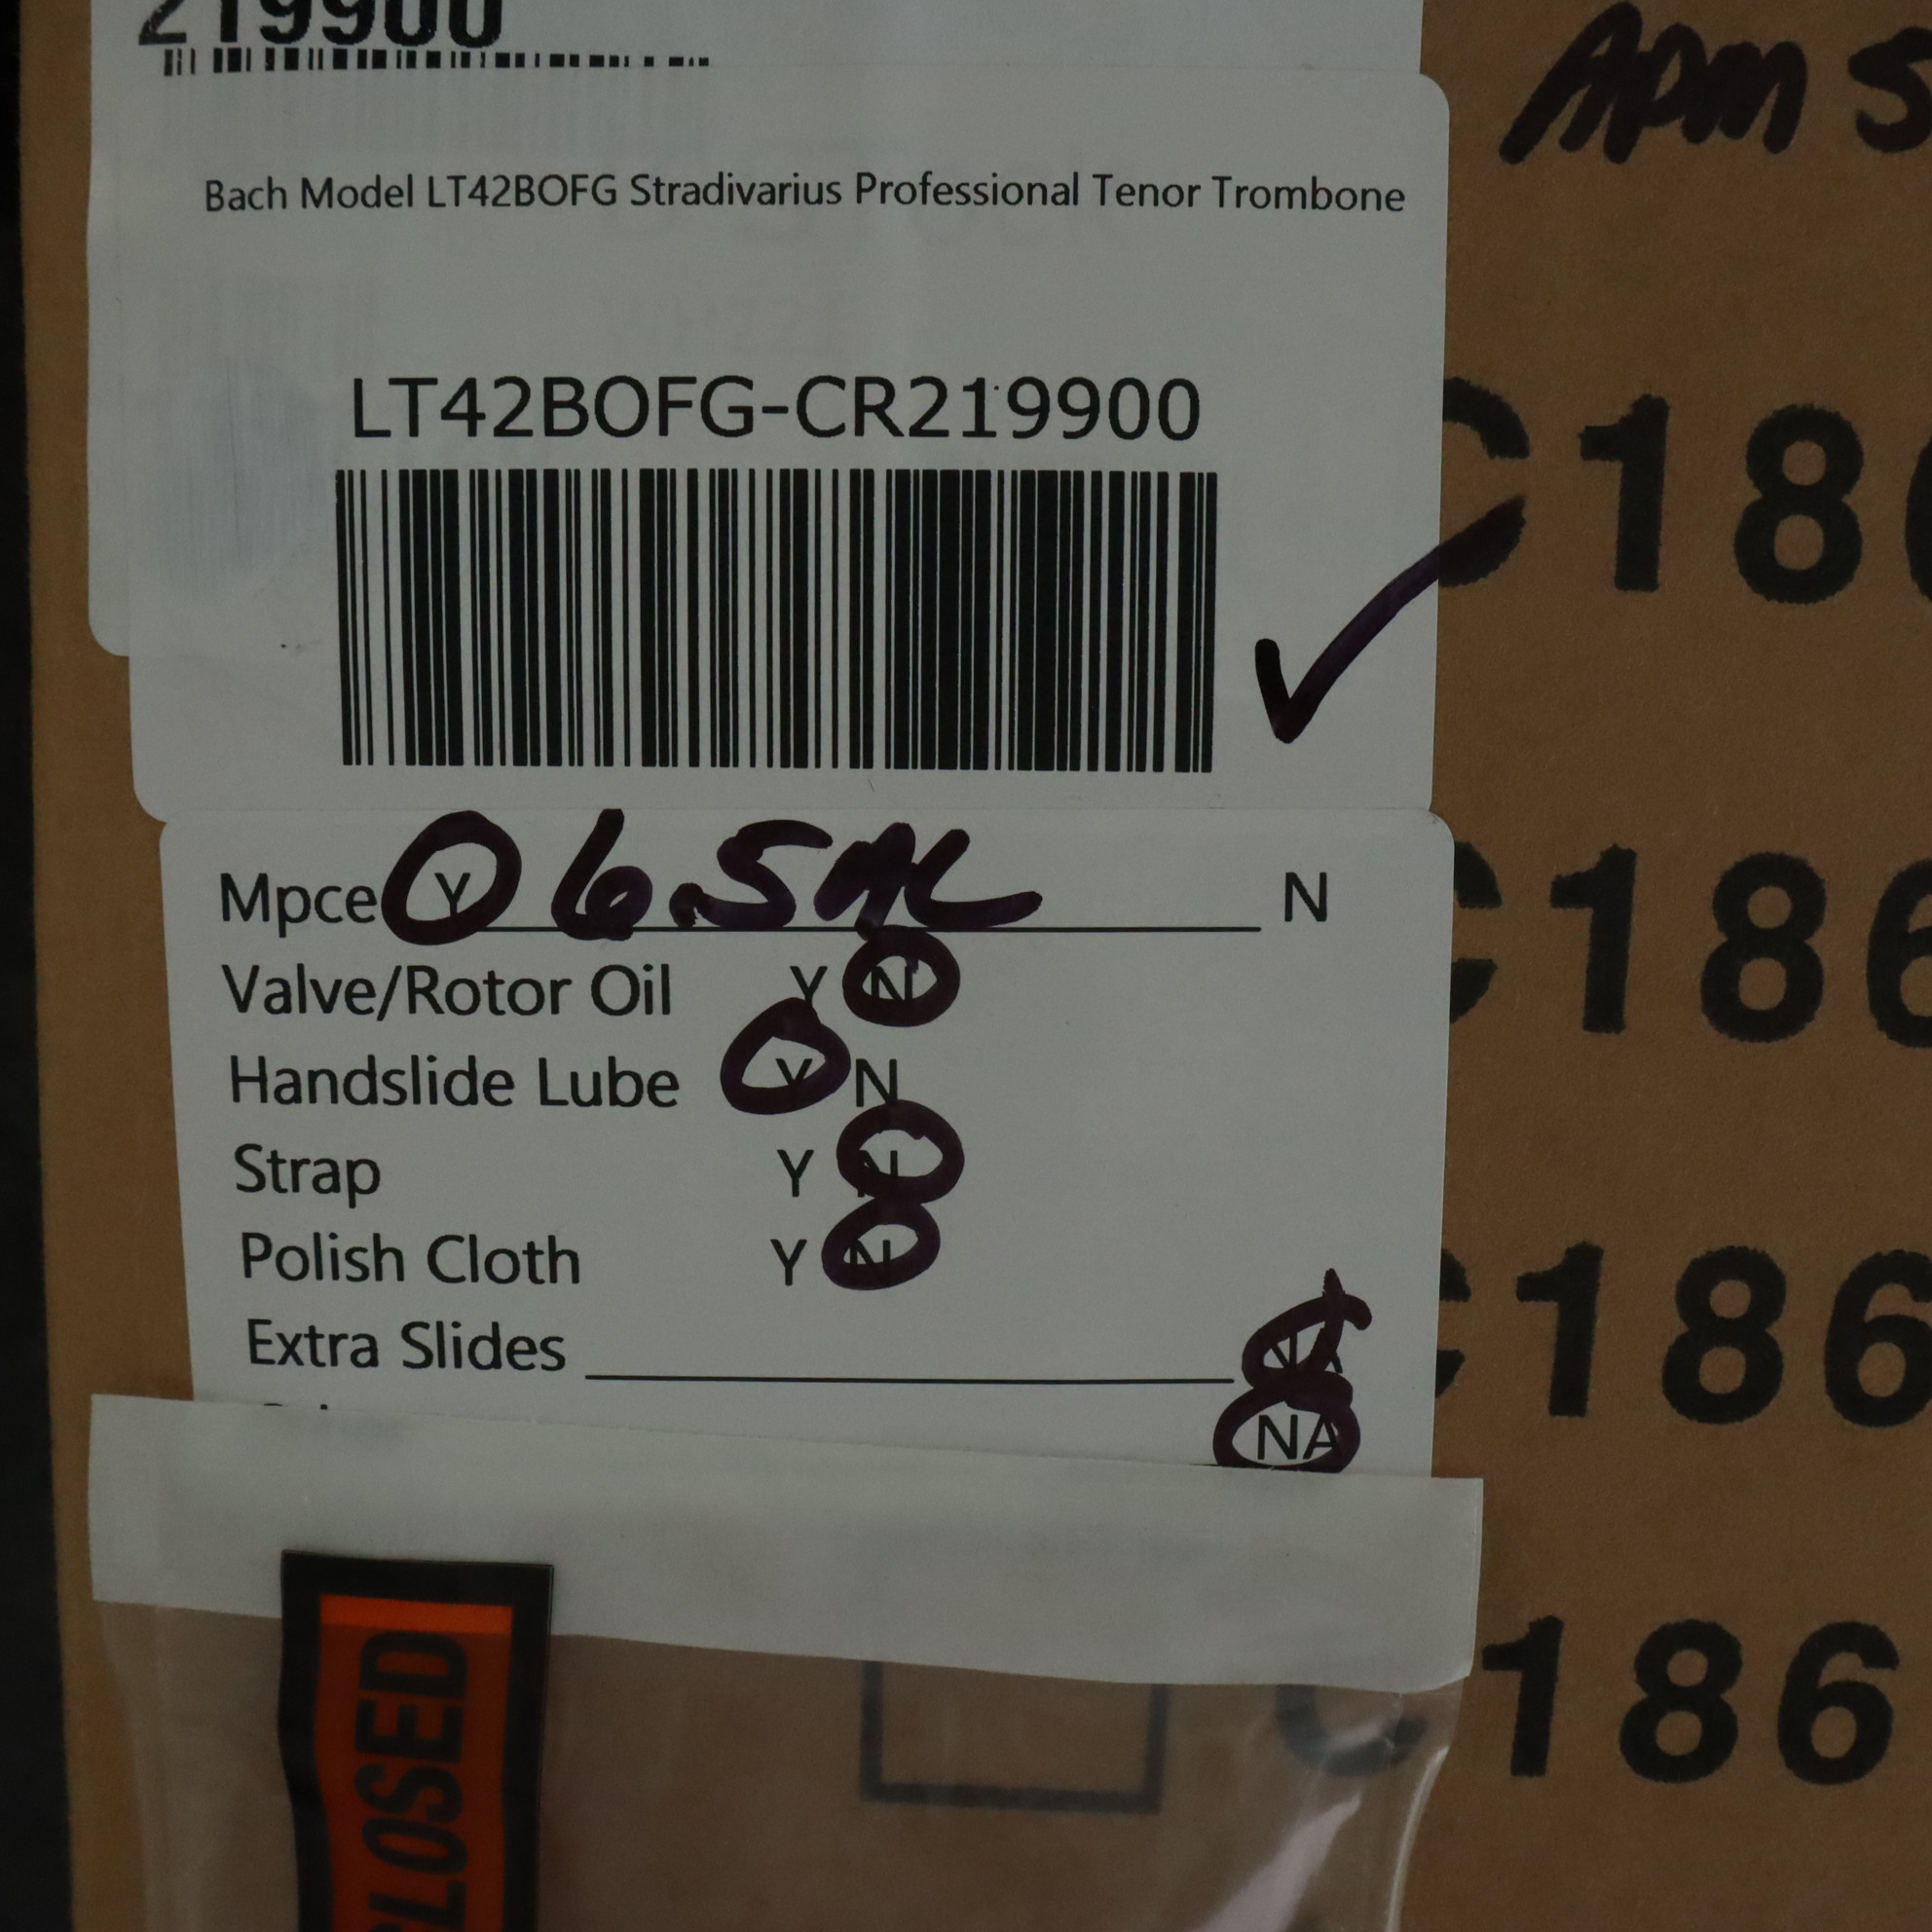 219900
APM S
Bach Model LT42BOFG Stradivarius Professional Tenor Trombone
LT42BOFG-CR219900
C186
Mpce Y 6.5AL N
C186
Valve/Rotor Oil Y N
Handslide Lube Y N
Strap Y N
Polish Cloth Y N
Extra Slides NA
C186
NA
C186
CLOSED